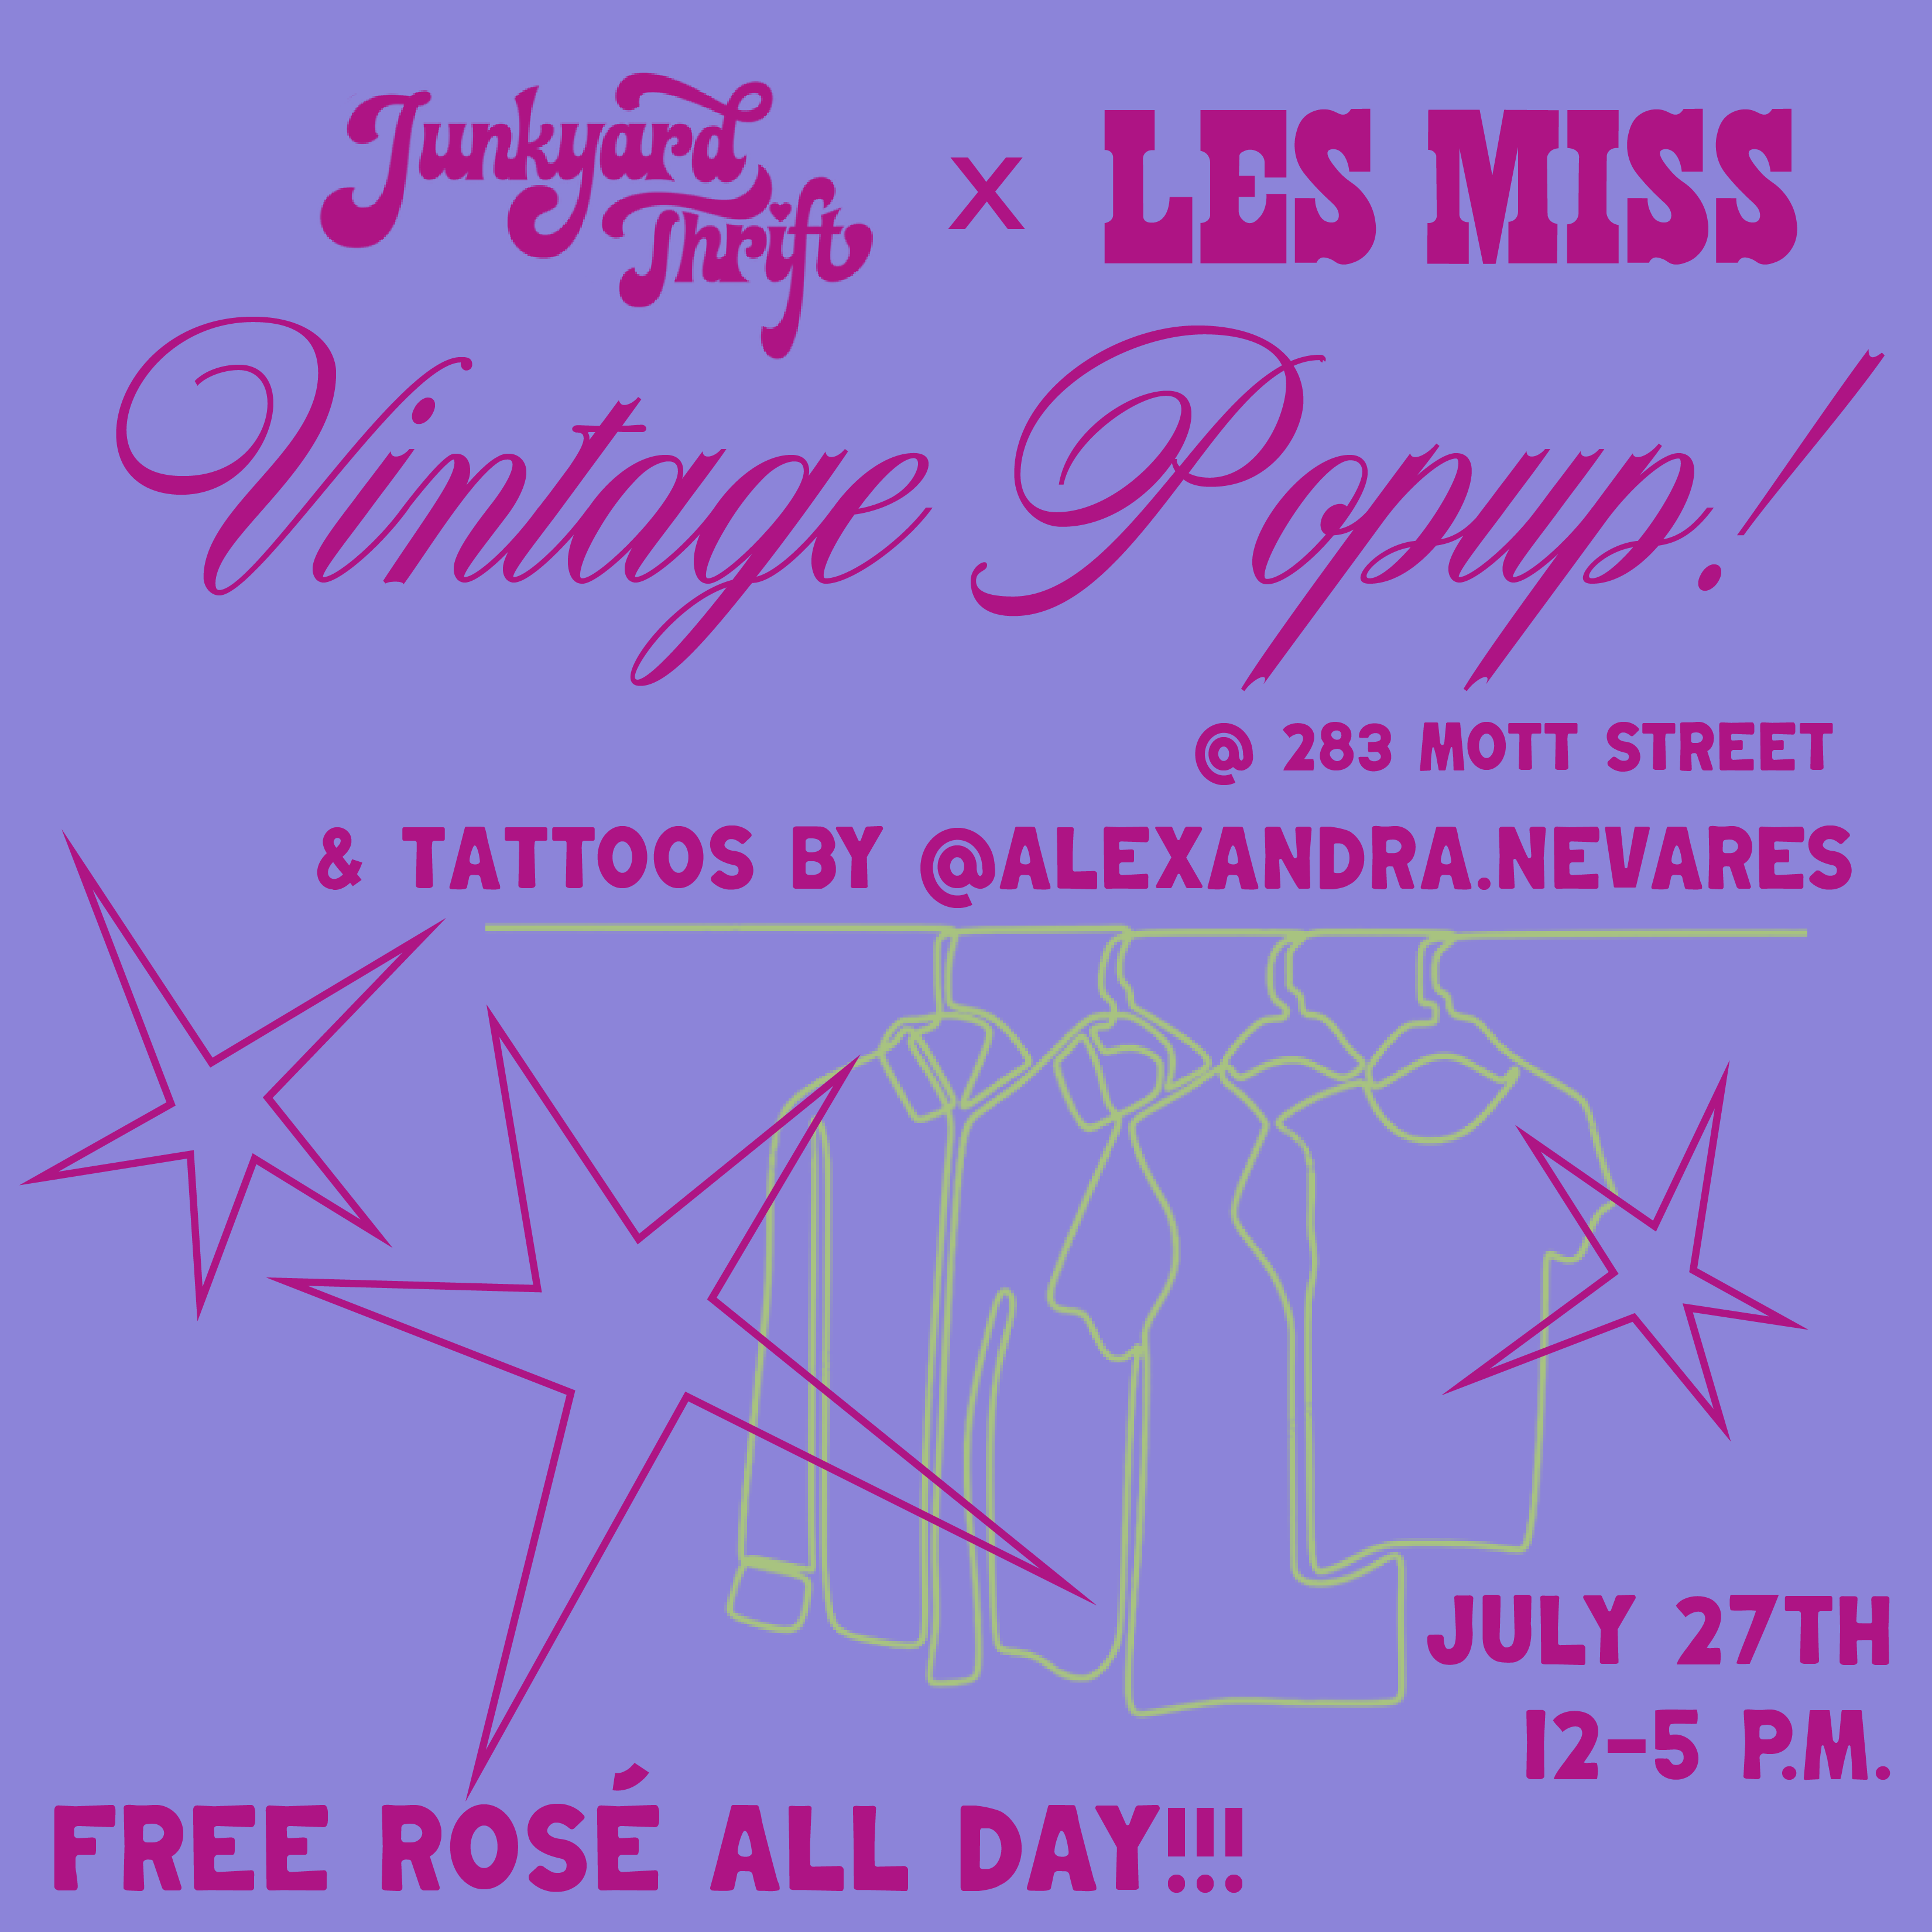 Junkyard
Thrift
x LES MISS
Vintage Popup!
@ 283 MOTT STREET
& TATTOOS BY @ALEXANDRA.NEVARES
JULY 27TH
12-5 P.M.
FREE ROSÉ ALL DAY!!!